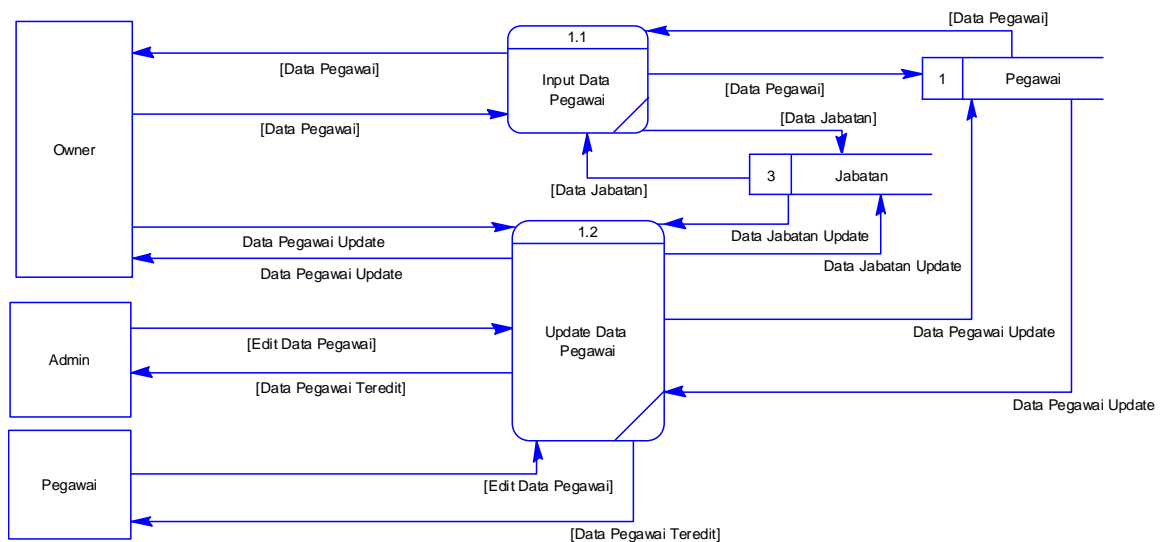 [Data Pegawai]
1.1
[Data Pegawai]
Input Data
Pegawai
1
Pegawai
[Data Pegawai]
[Data Pegawai]
[Data Jabatan]
Owner
3
Jabatan
[Data Jabatan]
1.2
Data Pegawai Update
Data Jabatan Update
Data Pegawai Update
Data Jabatan Update
Update Data
Pegawai
Data Pegawai Update
[Edit Data Pegawai]
Admin
[Data Pegawai Teredit]
Data Pegawai Update
Pegawai
[Edit Data Pegawai]
[Data Pegawai Teredit]